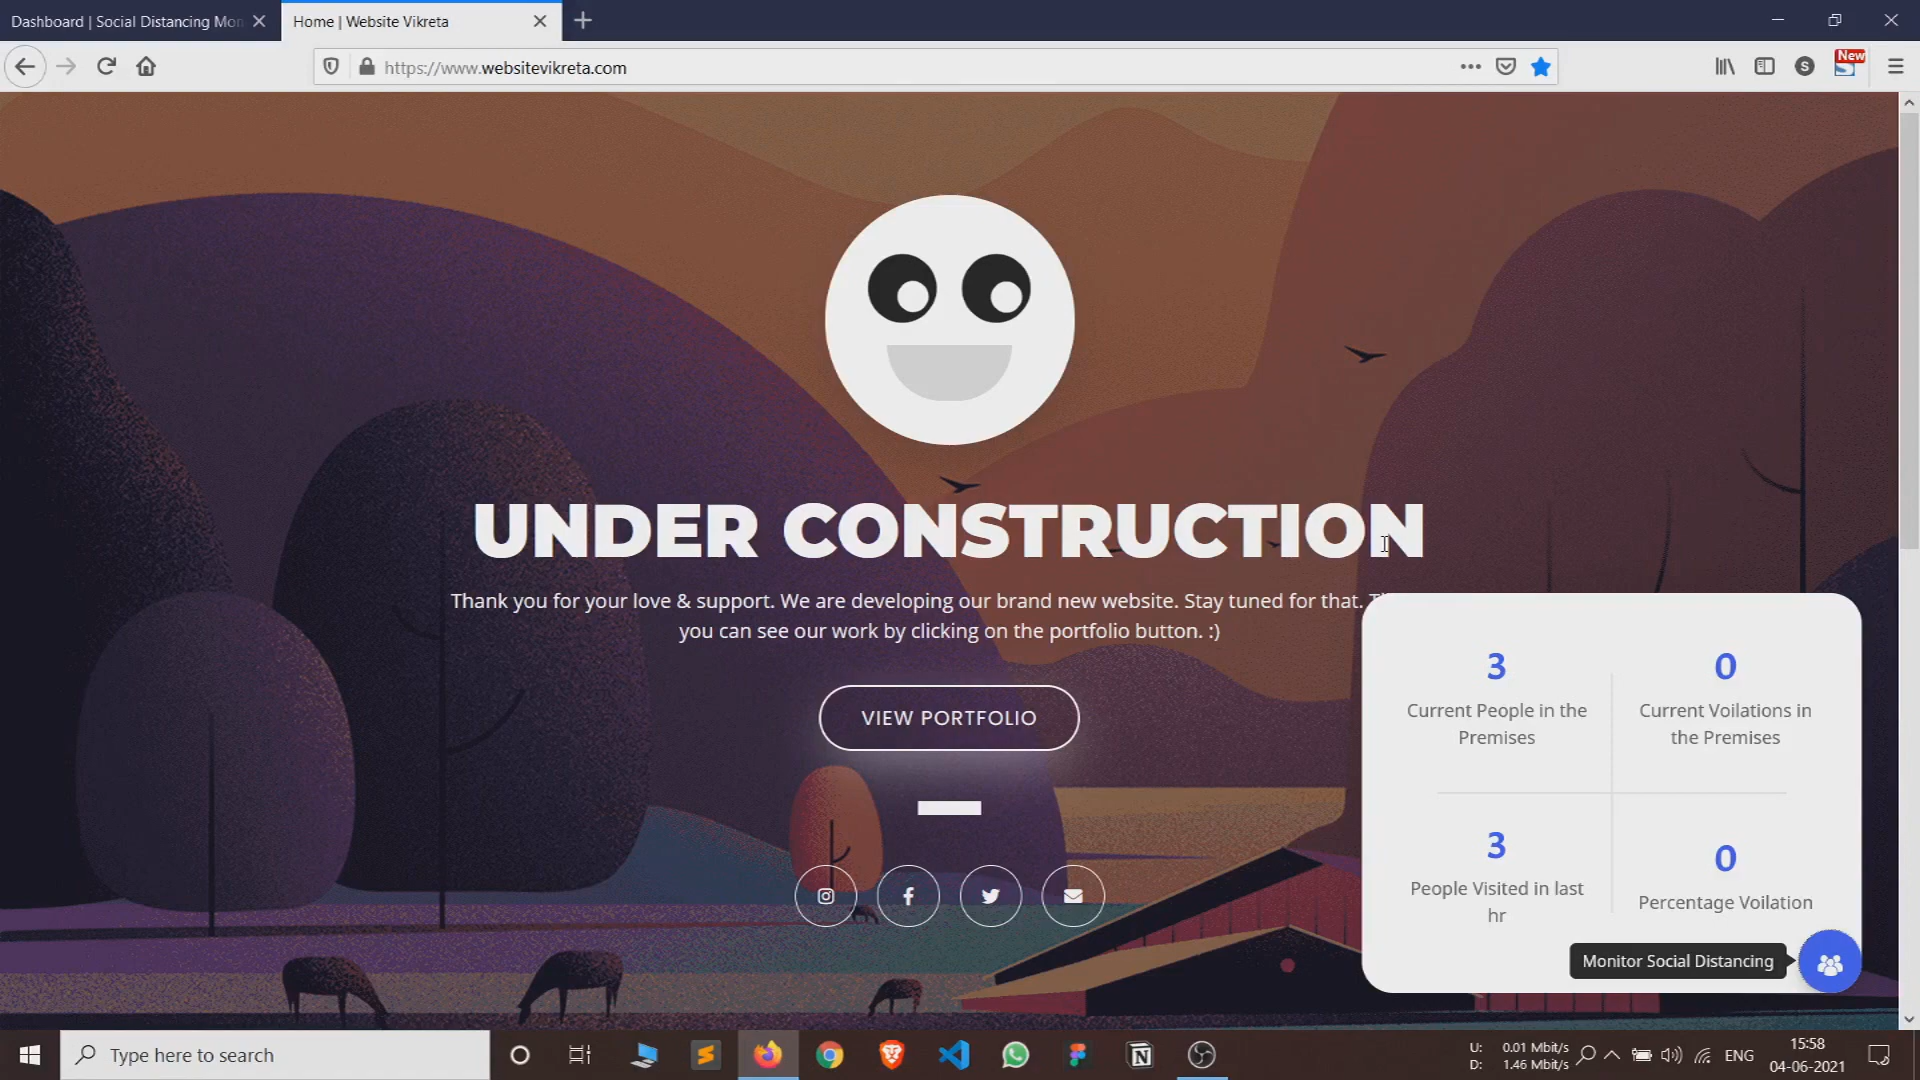 Dashboard | Social Distancing Mon
Home | Website Vikreta
https://www.websitevikreta.com
S
New
UNDER CONSTRUCTION
Thank you for your love & support. We are developing our brand new website. Stay tuned for that.
you can see our work by clicking on the portfolio button. :)
VIEW PORTFOLIO
3
Current People in the
Premises
0
Current Voilations in
the Premises
3
People Visited in last
hr
0
Percentage Voilation
Monitor Social Distancing
Type here to search
U: 0.01 Mbit/s
D: 1.46 Mbit/s
ENG
15:58
04-06-2021